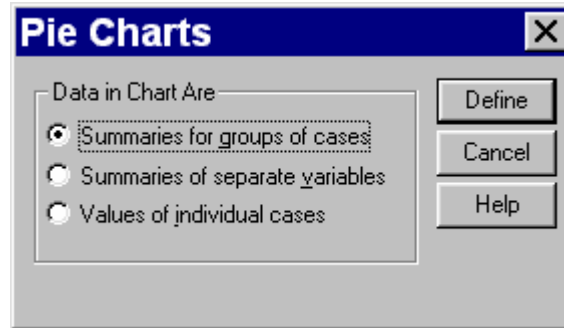 Pie Charts
Data in Chart Are
Summaries for groups of cases
Summaries of separate variables
Values of individual cases
Define
Cancel
Help